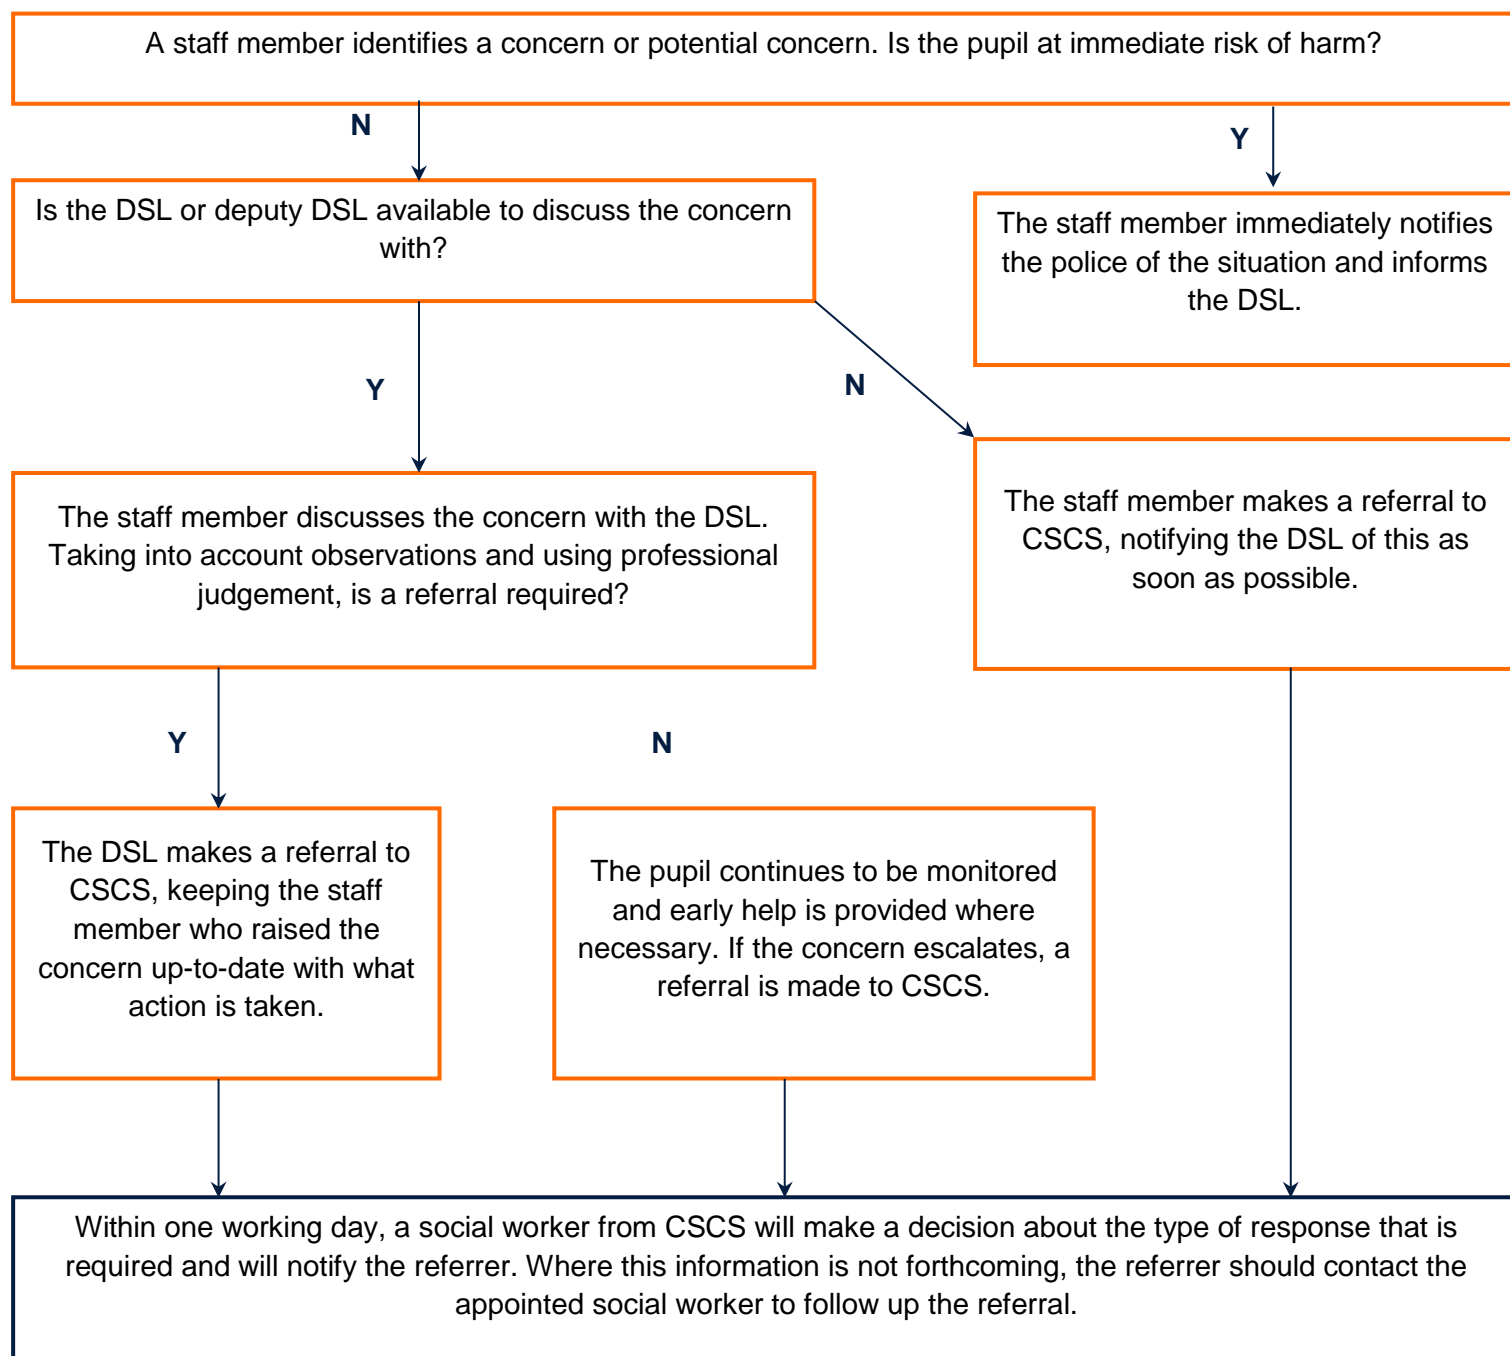 A staff member identifies a concern or potential concern. Is the pupil at immediate risk of harm?
N
Y
Is the DSL or deputy DSL available to discuss the concern
with?
The staff member immediately notifies
the police of the situation and informs
the DSL.
Y
N
The staff member discusses the concern with the DSL.
Taking into account observations and using professional
judgement, is a referral required?
The staff member makes a referral to
CSCS, notifying the DSL of this as
soon as possible.
Y
N
The DSL makes a referral to
CSCS, keeping the staff
member who raised the
concern up-to-date with what
action is taken.
The pupil continues to be monitored
and early help is provided where
necessary. If the concern escalates, a
referral is made to CSCS.
Within one working day, a social worker from CSCS will make a decision about the type of response that is
required and will notify the referrer. Where this information is not forthcoming, the referrer should contact the
appointed social worker to follow up the referral.